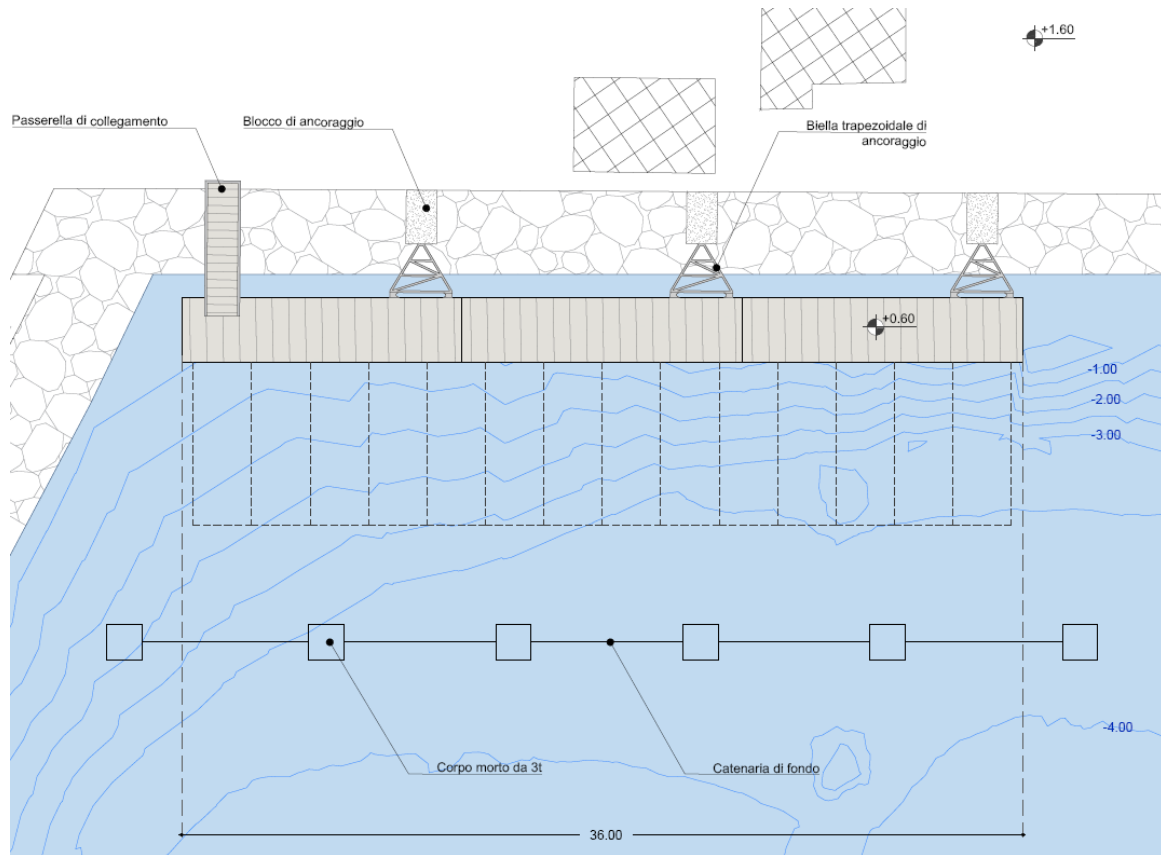 +1.60
Passerella di collegamento
Blocco di ancoraggio
Biella trapezoidale di
ancoraggio
+0.60
-1.00
-2.00
-3.00
-4.00
Corpo morto da 3t
Catenaria di fondo
36.00